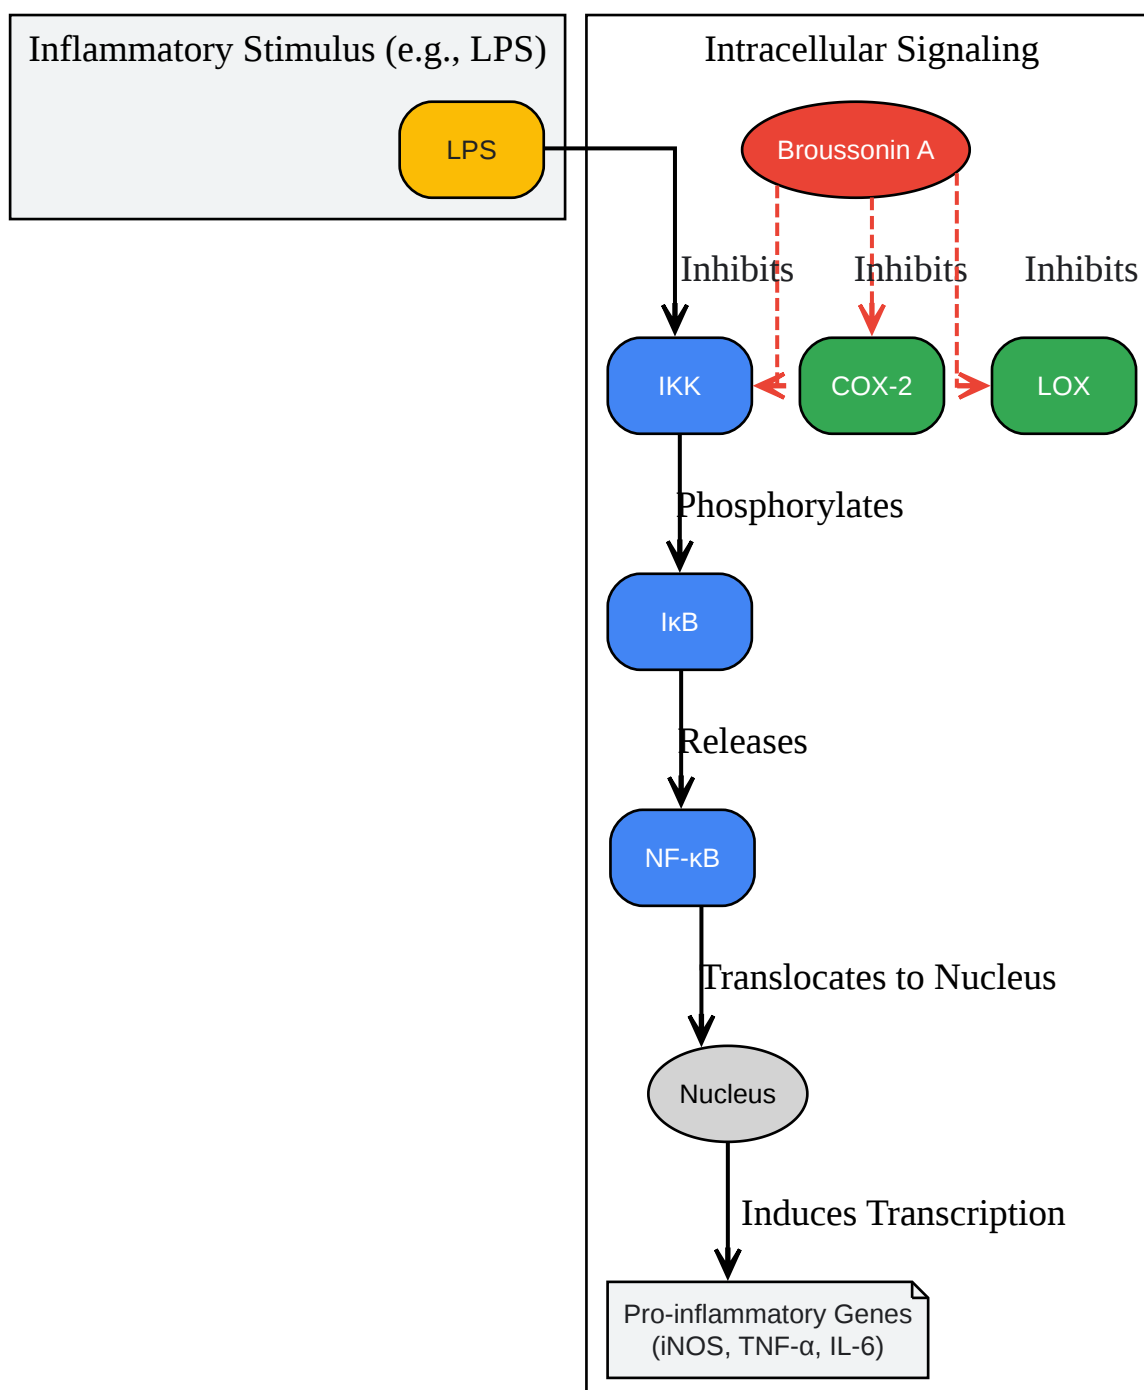 Inflammatory Stimulus (e.g., LPS)
Intracellular Signaling
LPS
Broussonin A
Inhibits
Inhibits
Inhibits
IKK
COX-2
LOX
Phosphorylates
IκB
Releases
NF-κB
Translocates to Nucleus
Nucleus
Induces Transcription
Pro-inflammatory Genes
(iNOS, TNF-α, IL-6)